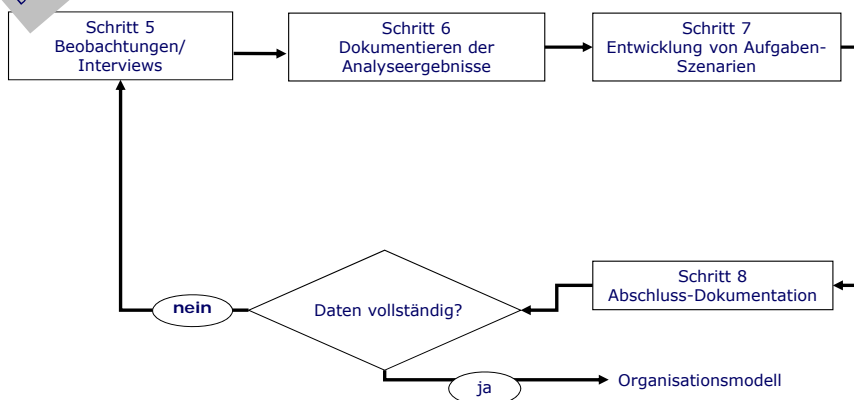 Schritt 5
Beobachtungen/
Interviews
Schritt 6
Dokumentieren der
Analyseergebnisse
Schritt 7
Entwicklung von Aufgaben-
Szenarien
Schritt 8
Abschluss-Dokumentation
Daten vollständig?
nein
ja
Organisationsmodell